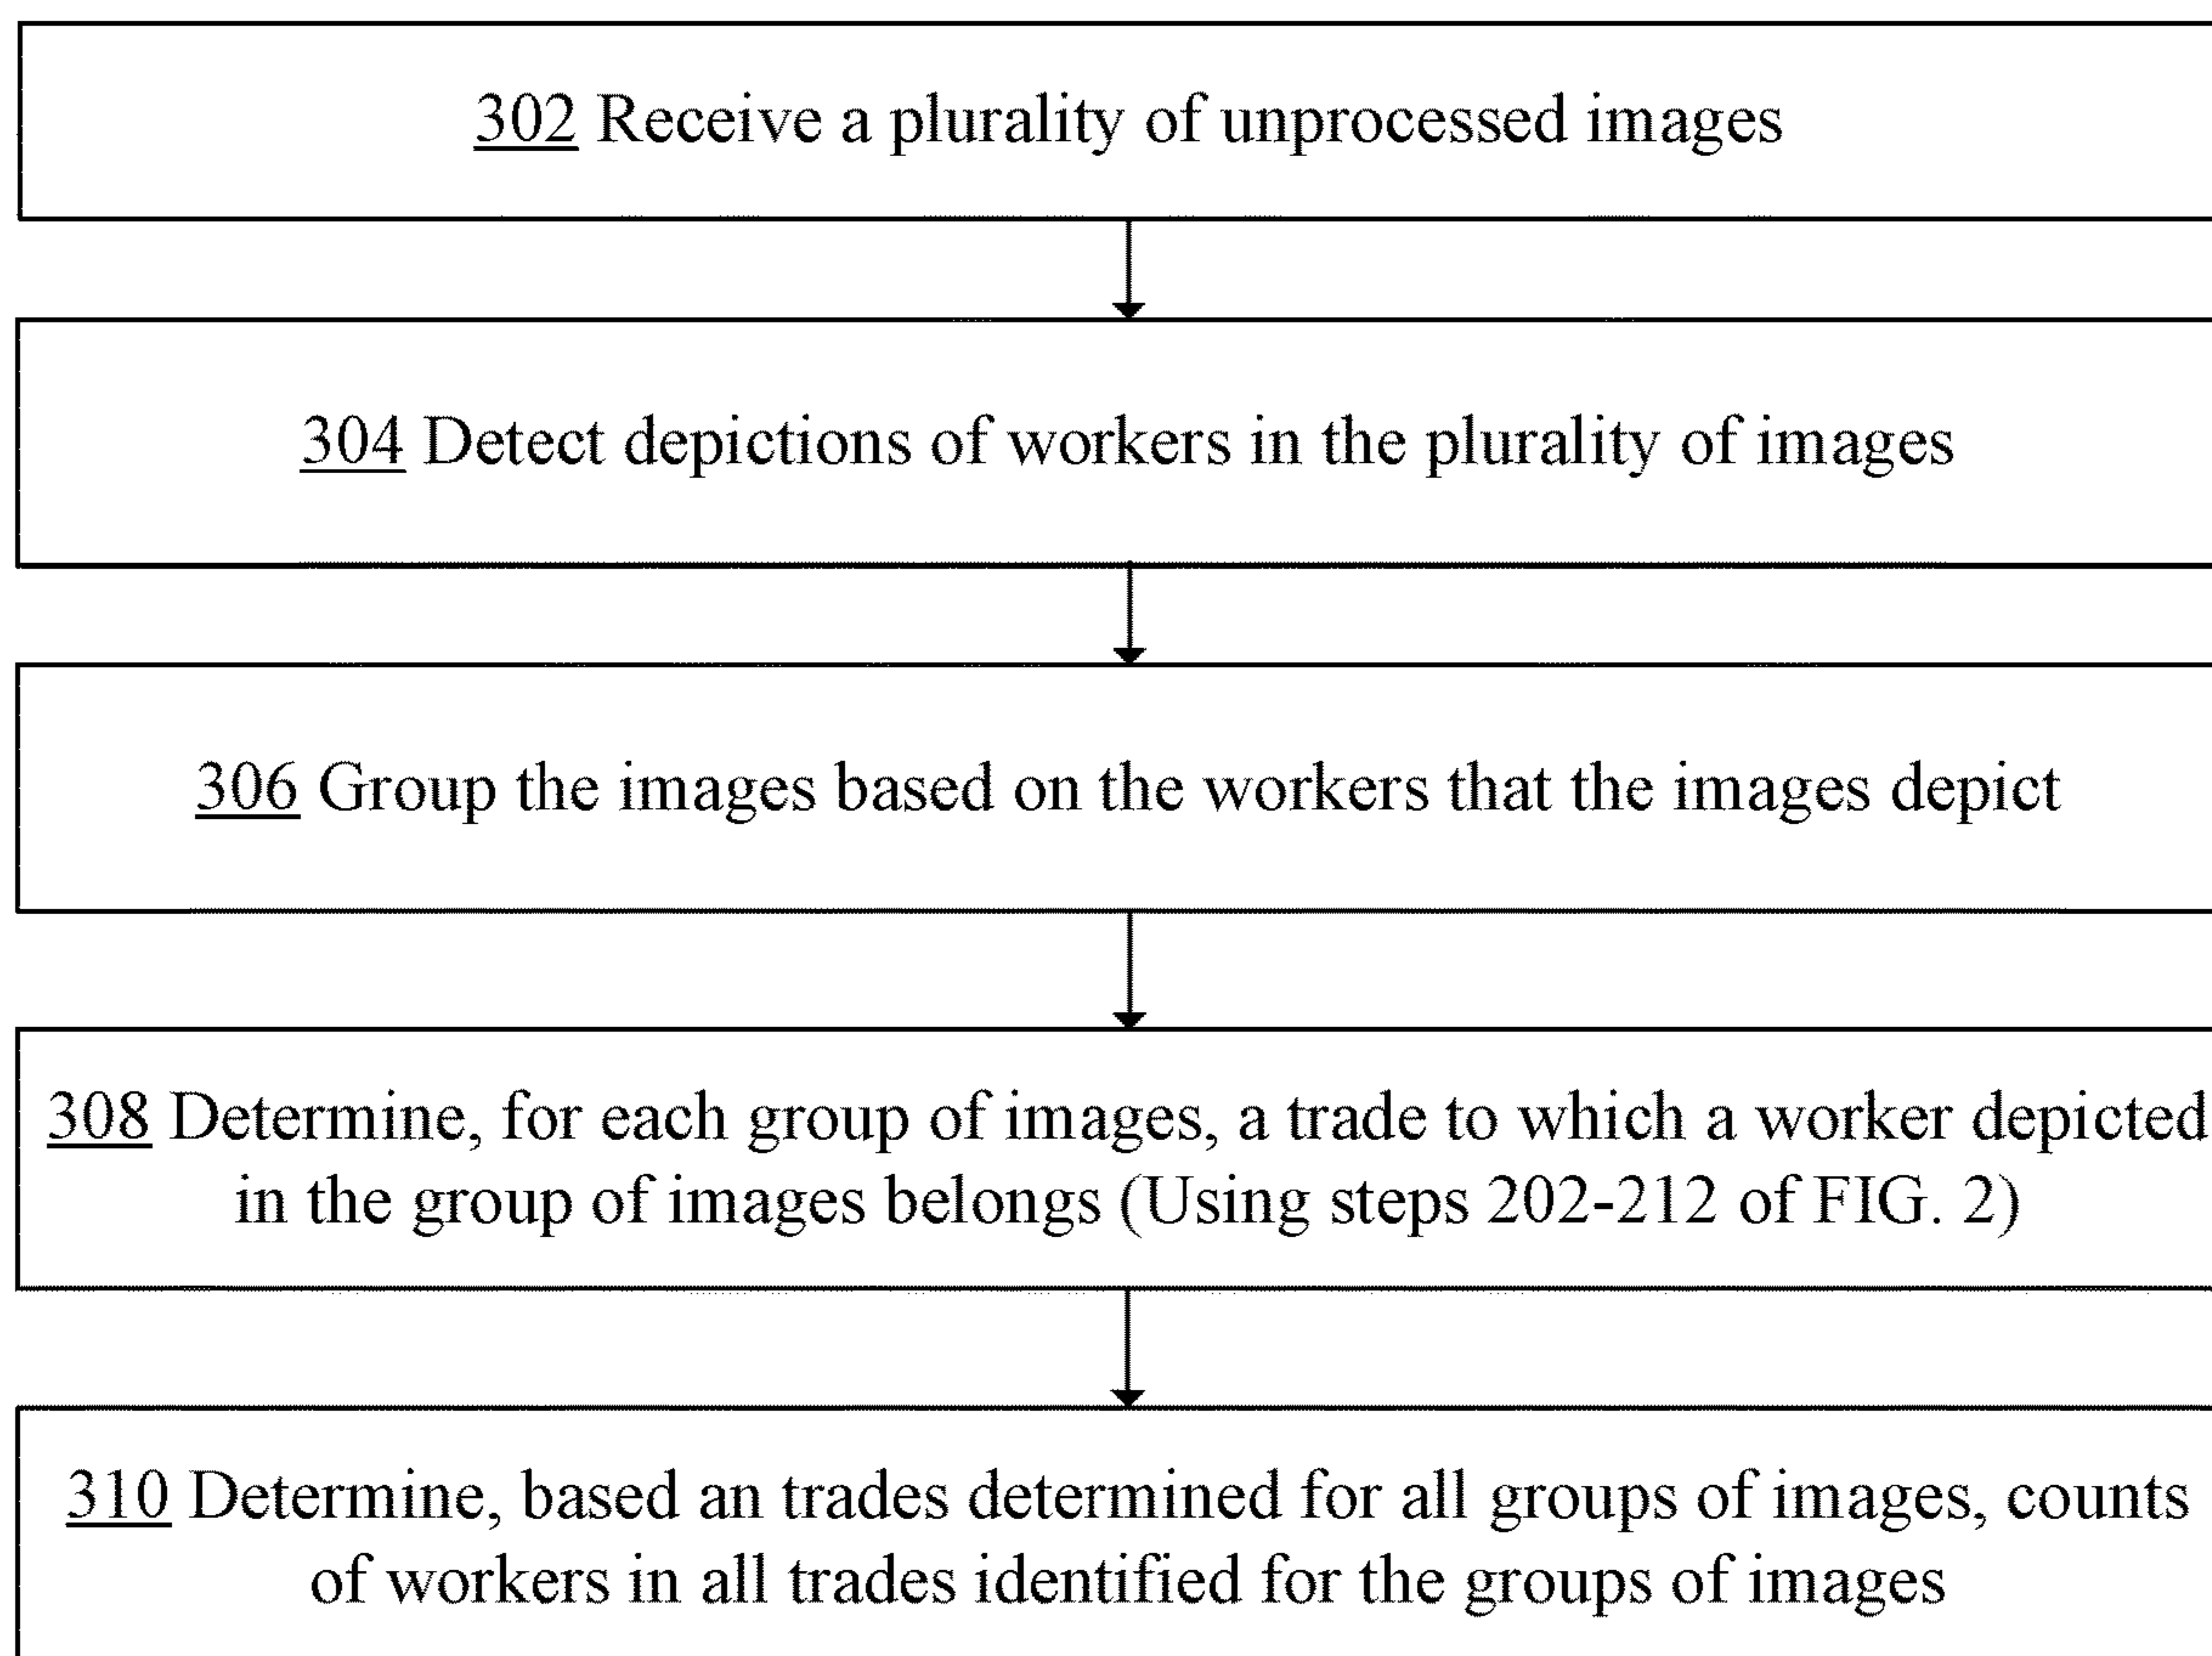 302 Receive a plurality of unprocessed images
304 Detect depictions of workers in the plurality of images
306 Group the images based on the workers that the images depict
308 Determine, for each group of images, a trade to which a worker depicted
in the group of images belongs (Using steps 202-212 of FIG. 2)
310 Determine, based an trades determined for all groups of images, counts
of workers in all trades identified for the groups of images